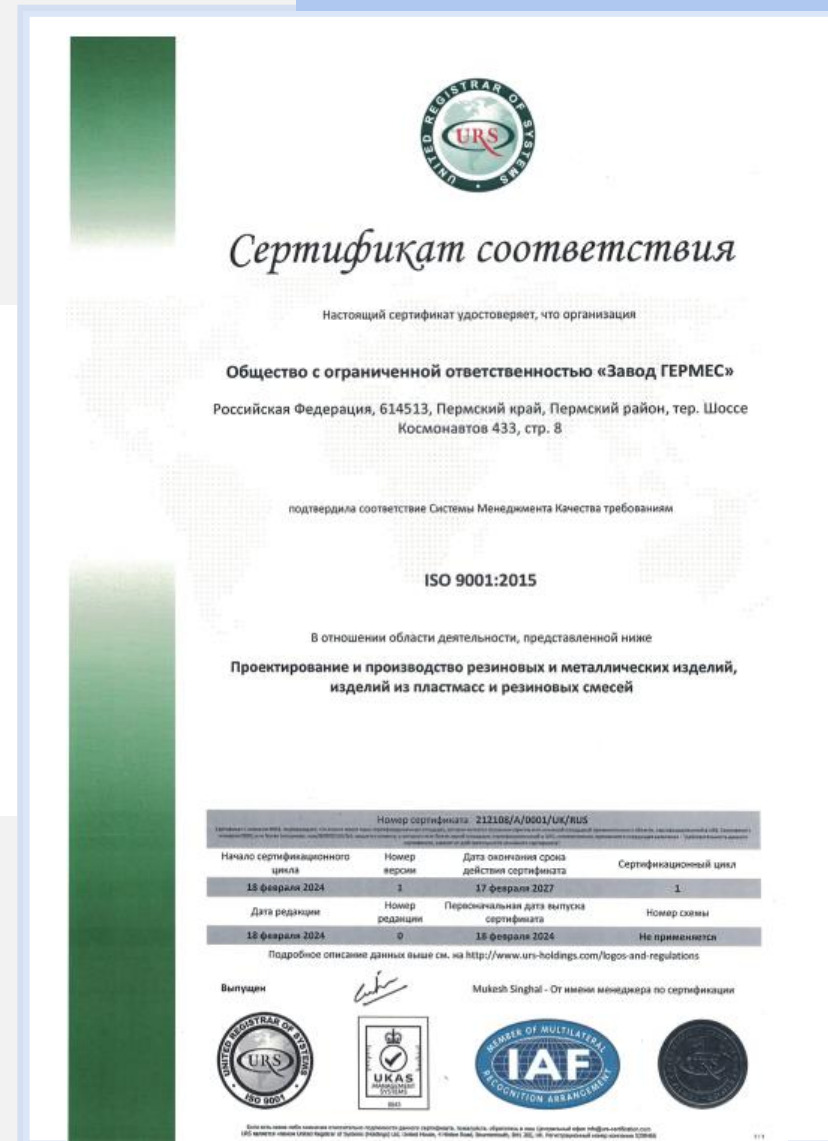 UNITED REGISTRAR OF SYSTEMS
URS
Сертификат соответствия
Настоящий сертификат удостоверяет, что организация
Общество с ограниченной ответственностью «Завод ГЕРМЕС»
Российская Федерация, 614513, Пермский край, Пермский район, тер. Шоссе
Космонавтов 433, стр. 8
подтвердила соответствие Системы Менеджмента Качества требованиям
ISO 9001:2015
В отношении области деятельности, представленной ниже
Проектирование и производство резиновых и металлических изделий,
изделий из пластмасс и резиновых смесей
Номер сертификата 212108/A/0001/UK/RUS
Начало сертификационного цикла
Номер версии
Дата окончания срока действия сертификата
Сертификационный цикл
18 февраля 2024 1 17 февраля 2027 1
Дата редакции
Номер редакции
Первоначальная дата выпуска сертификата
Номер схемы
18 февраля 2024 0 18 февраля 2024 Не применяется
Подробное описание данных выше см. на http://www.urs-holdings.com/logos-and-regulations
Выпущен
Mukesh Singhal - От имени менеджера по сертификации
UNITED REGISTRAR OF SYSTEMS
URS
ISO 9001
UKAS
MANAGEMENT
SYSTEMS
MEMBER OF MULTILATERAL
IAF
RECOGNITION ARRANGEMENT